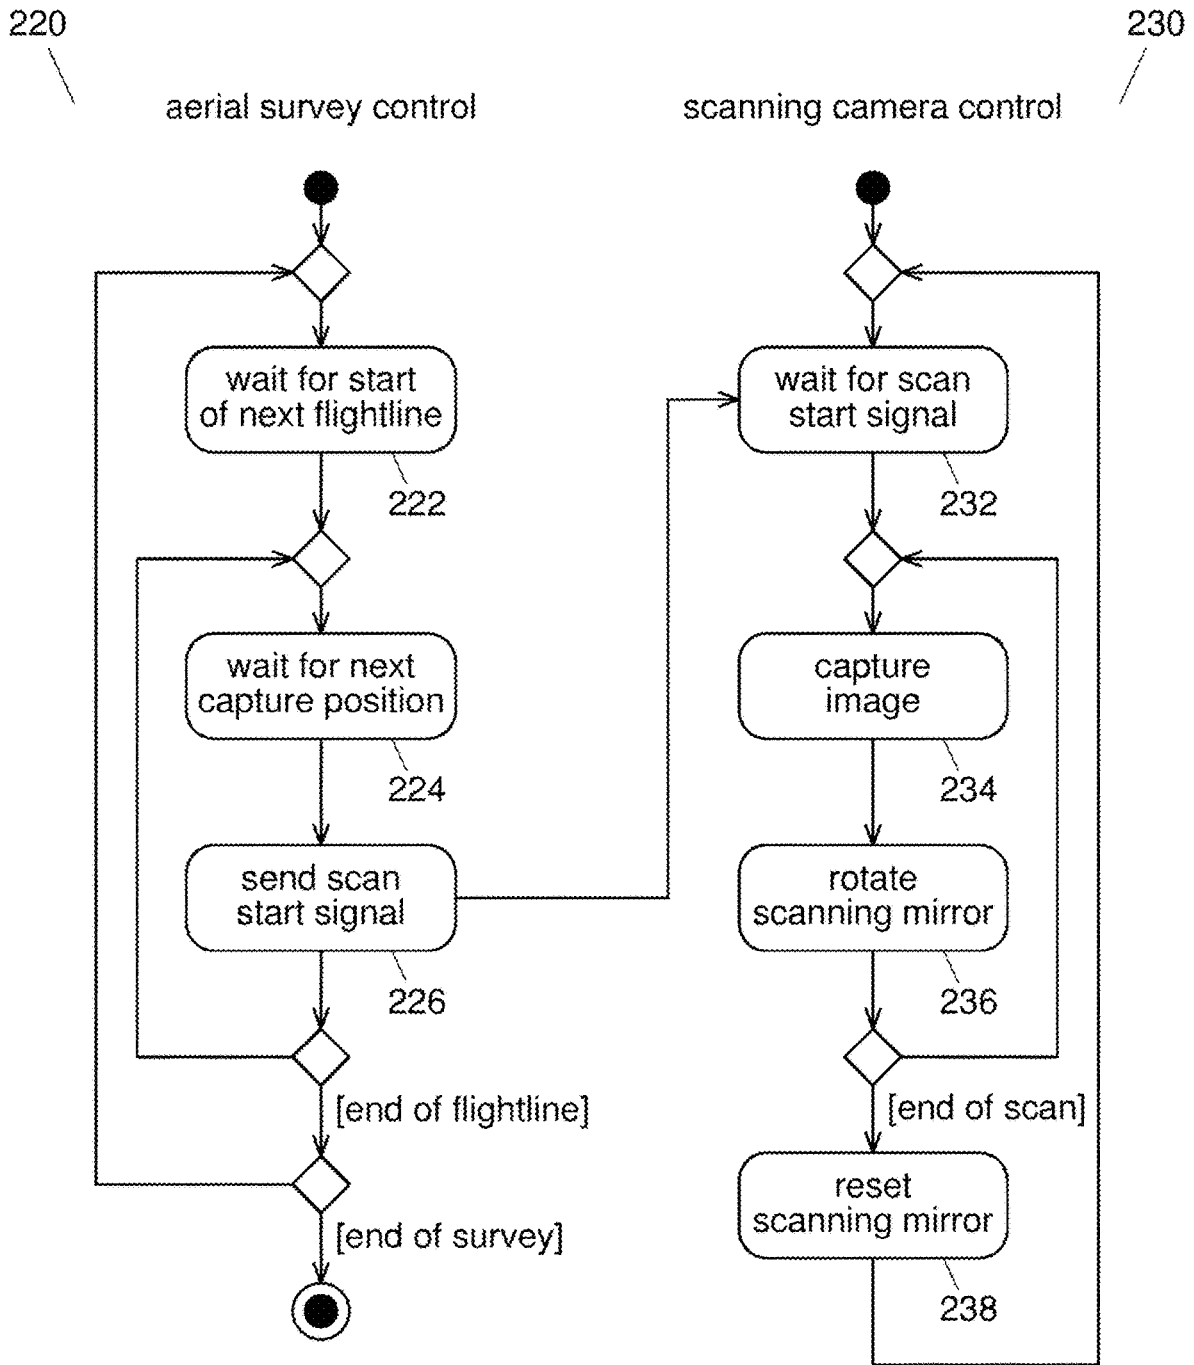 220
230
aerial survey control
scanning camera control
wait for start
of next flightline
222
wait for scan
start signal
232
wait for next
capture position
224
capture
image
234
send scan
start signal
226
rotate
scanning mirror
236
[end of flightline]
[end of scan]
reset
scanning mirror
238
[end of survey]